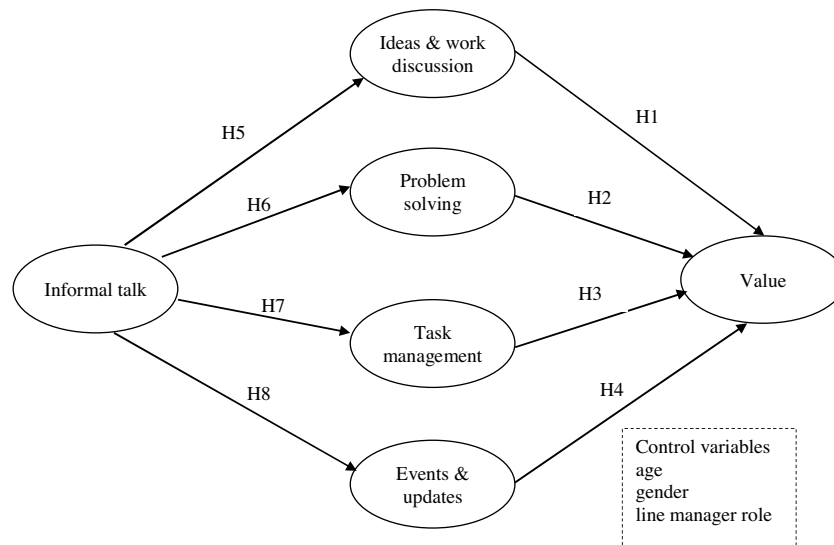 Ideas & work
discussion
H5
H1
Problem
solving
H6
H2
Informal talk
Value
H7
H3
Task
management
H8
H4
Events &
updates
Control variables
age
gender
line manager role